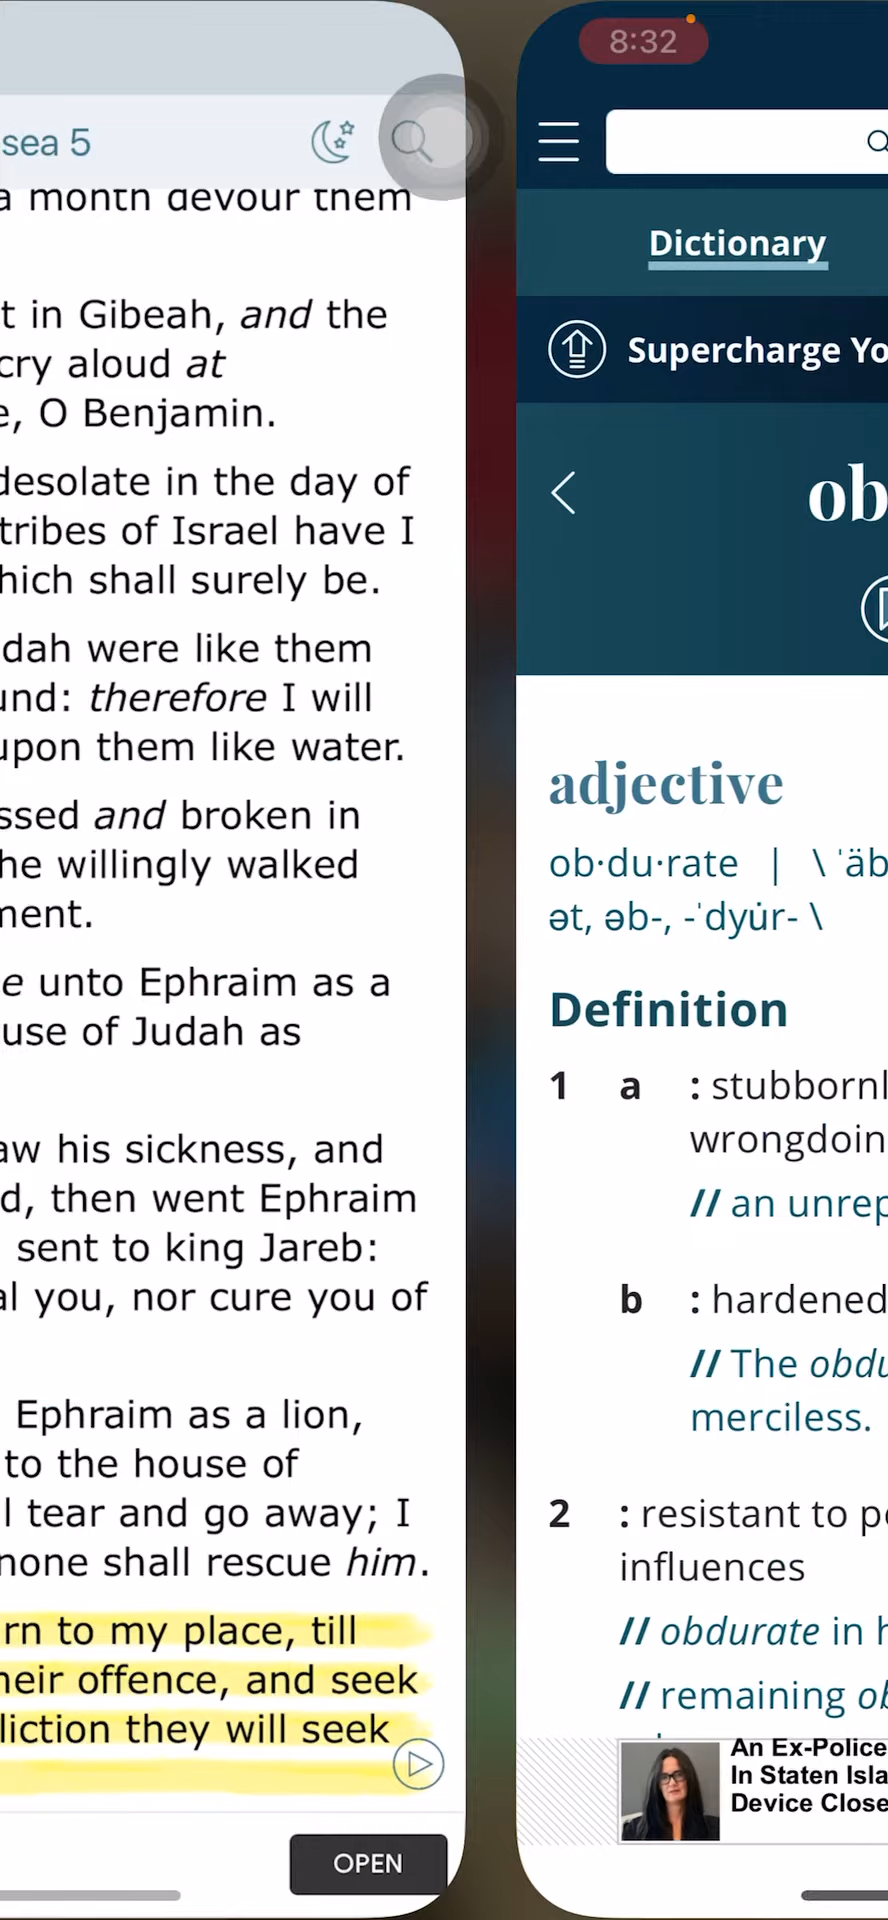 sea 5
a month devour them
t in Gibeah, and the
cry aloud at
e, O Benjamin.
desolate in the day of
tribes of Israel have I
hich shall surely be.
dah were like them
und: therefore I will
upon them like water.
ssed and broken in
he willingly walked
ment.
e unto Ephraim as a
use of Judah as
aw his sickness, and
d, then went Ephraim
sent to king Jareb:
al you, nor cure you of
Ephraim as a lion,
to the house of
l tear and go away; I
none shall rescue him.
rn to my place, till
heir offence, and seek
liction they will seek
OPEN
8:32
Dictionary
Supercharge Yo
ob
adjective
ob·du·rate | \ ˈäb
ət, əb-, -ˈdyu̇r- \
Definition
1 a : stubbornl
wrongdoin
// an unrep
b : hardened
// The obdu
merciless.
2 : resistant to pe
influences
// obdurate in h
// remaining ob
An Ex-Police
In Staten Isla
Device Close